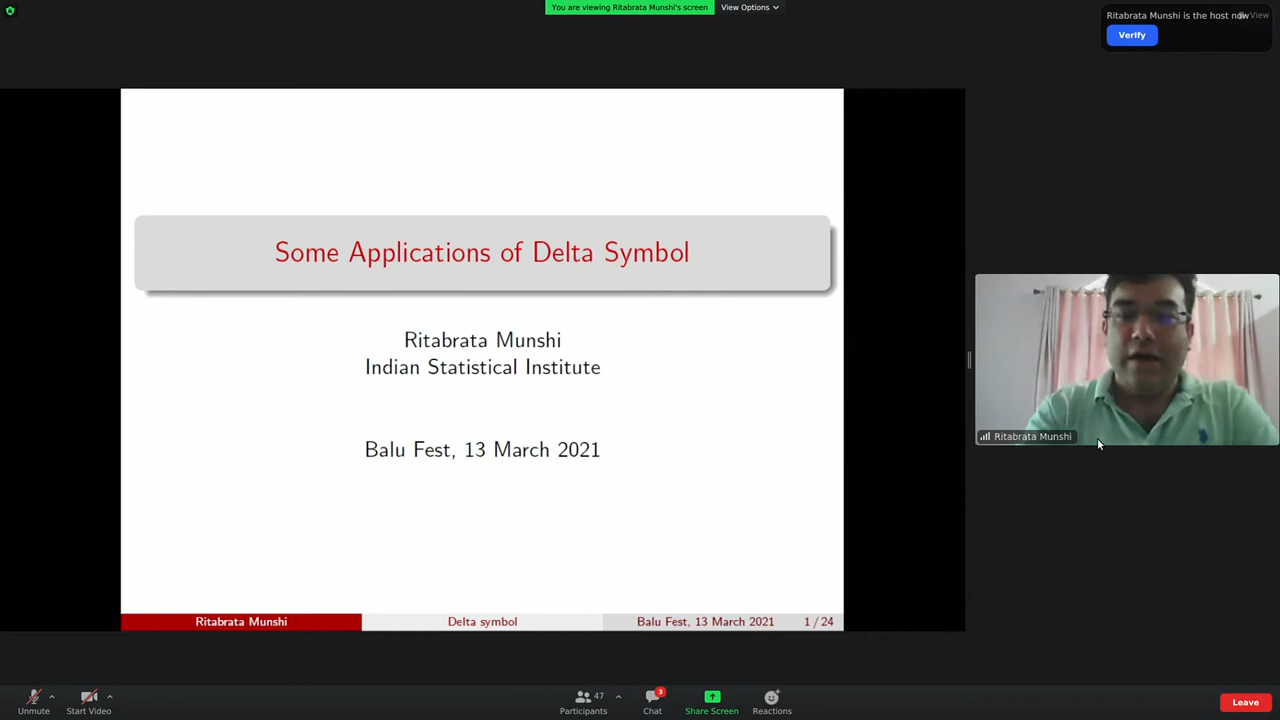 You are viewing Ritabrata Munshi's screen
View Options
Ritabrata Munshi is the host now
View
Verify
Some Applications of Delta Symbol
Ritabrata Munshi
Indian Statistical Institute
Balu Fest, 13 March 2021
Ritabrata Munshi
Ritabrata Munshi
Delta symbol
Balu Fest, 13 March 2021
1 / 24
Unmute
Start Video
47
Participants
3
Chat
Share Screen
Reactions
Leave